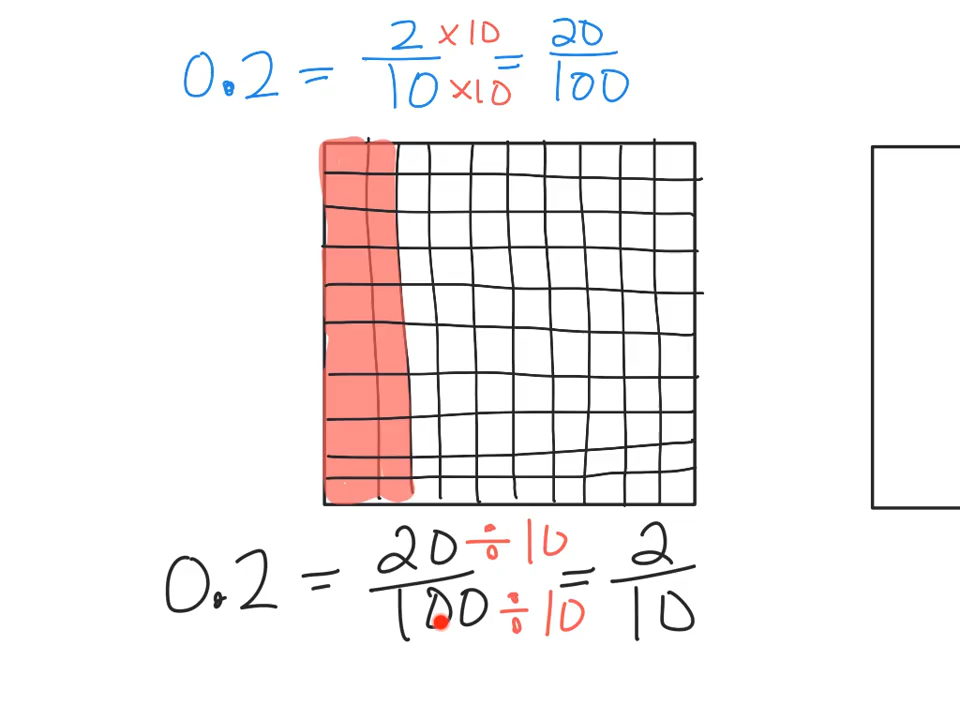 0.2 = 2/10 ×10/×10 = 20/100
0.2 = 20/100 ÷10/÷10 = 2/10